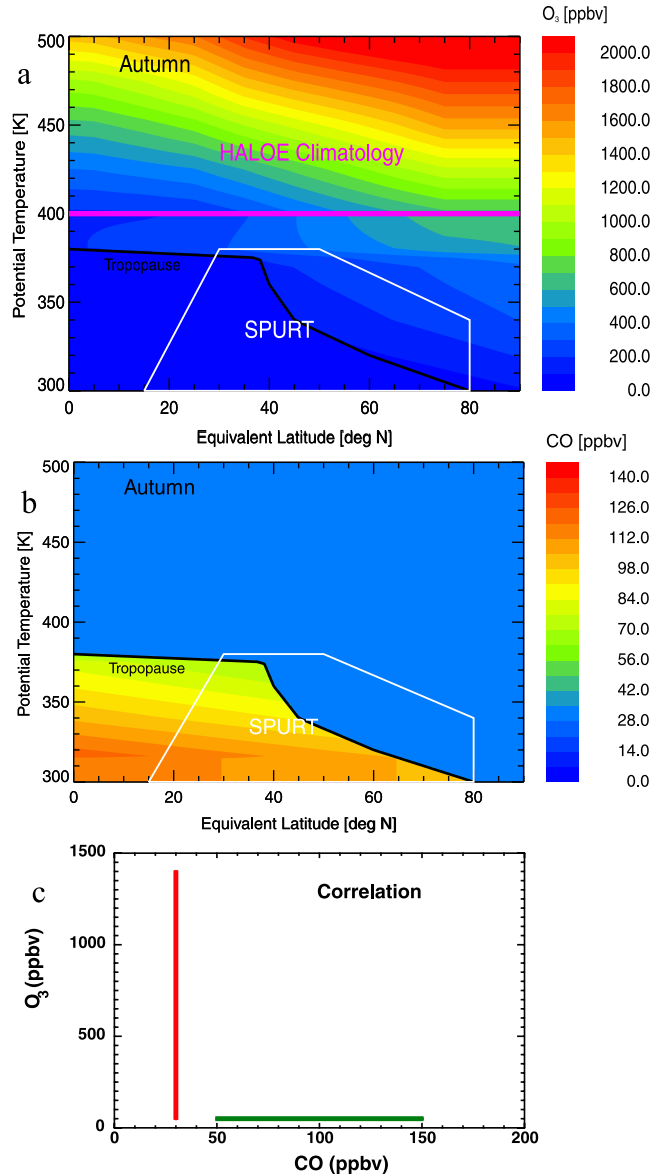 O₃ [ppbv]
a
Autumn
HALOE Climatology
Tropopause
SPURT
500
450
400
350
300
Potential Temperature [K]
0 20 40 60 80
Equivalent Latitude [deg N]
2000.0
1800.0
1600.0
1400.0
1200.0
1000.0
800.0
600.0
400.0
200.0
0.0
CO [ppbv]
b
Autumn
Tropopause
SPURT
500
450
400
350
300
Potential Temperature [K]
0 20 40 60 80
Equivalent Latitude [deg N]
140.0
126.0
112.0
98.0
84.0
70.0
56.0
42.0
28.0
14.0
0.0
c
Correlation
1500
1000
500
0
O₃ (ppbv)
0 50 100 150 200
CO (ppbv)